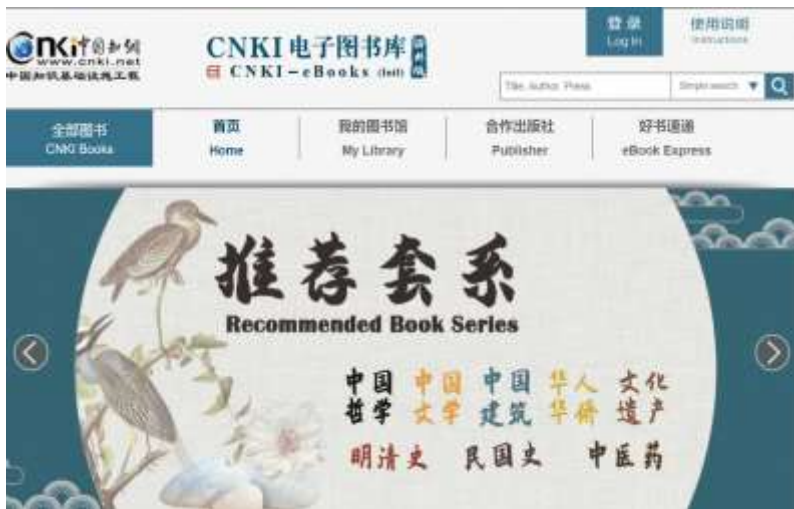 CNKI中国知网
www.cnki.net
中国知识基础设施工程
CNKI 电子图书库 海外版
CNKI-eBooks (Intl)
登录
Log In
使用说明
Instructions
Title, Author, Press
Simple search
全部图书
CNKI Books
首页
Home
我的图书馆
My Library
合作出版社
Publisher
好书速递
eBook Express
推荐套系
Recommended Book Series
中国 中国 中国 华人 文化
哲学 文学 建筑 华侨 遗产
明清史 民国史 中医药